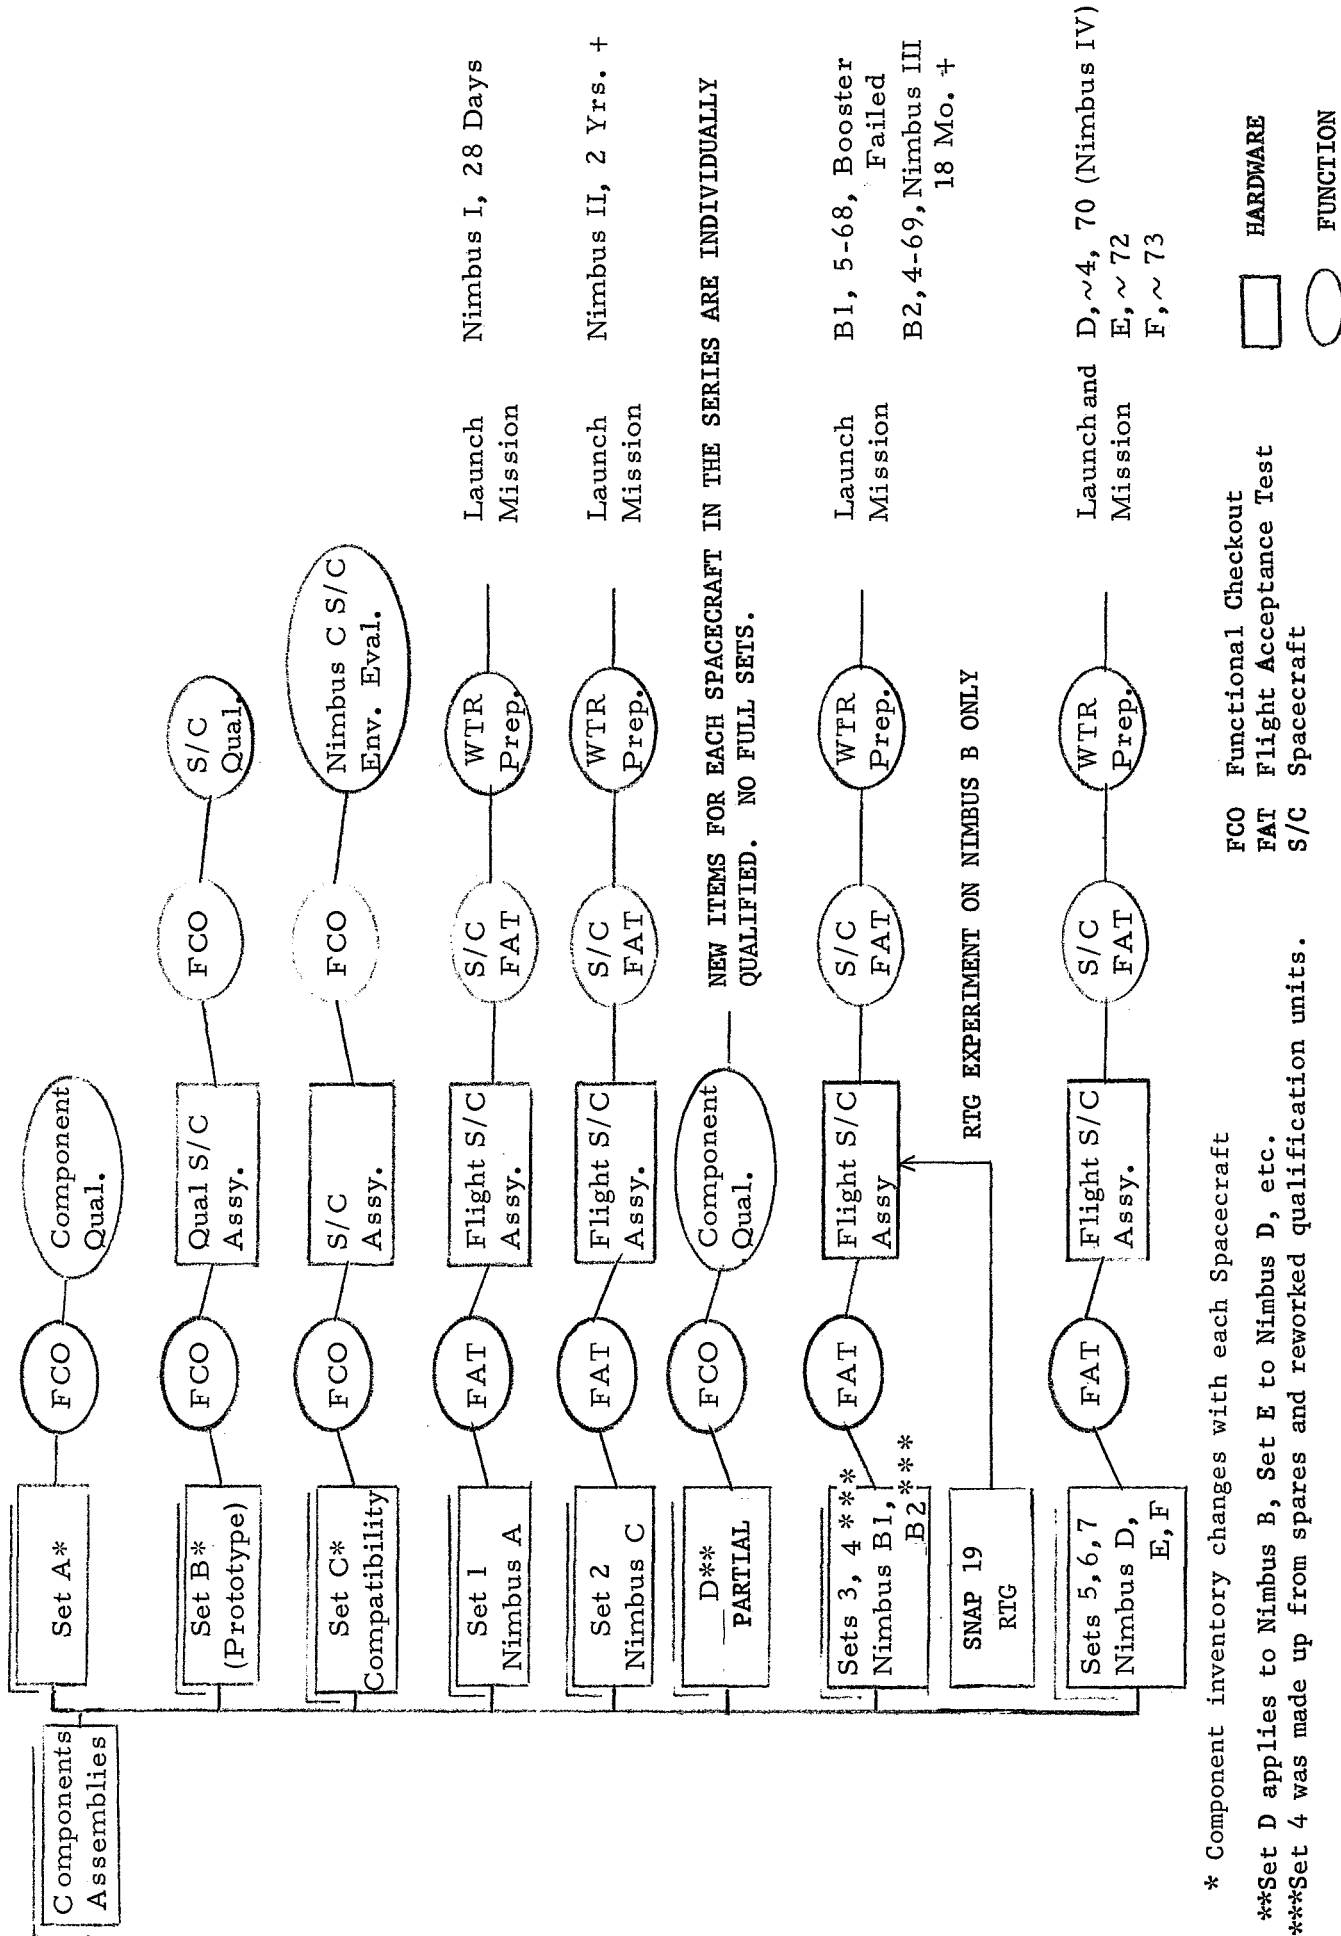 Components
Assemblies
Set A*
FCO
Component
Qual.
Set B*
(Prototype)
FCO
Qual S/C
Assy.
FCO
S/C
Qual.
Set C*
Compatibility
FCO
S/C
Assy.
FCO
Nimbus C S/C
Env. Eval.
Set 1
Nimbus A
FAT
Flight S/C
Assy.
S/C
FAT
WTR
Prep.
Launch
Mission
Nimbus I, 28 Days
Set 2
Nimbus C
FAT
Flight S/C
Assy.
S/C
FAT
WTR
Prep.
Launch
Mission
Nimbus II, 2 Yrs. +
D**
PARTIAL
FCO
Component
Qual.
NEW ITEMS FOR EACH SPACECRAFT IN THE SERIES ARE INDIVIDUALLY
QUALIFIED. NO FULL SETS.
Sets 3, 4 ***
Nimbus B1,
B2 ***
FAT
Flight S/C
Assy
S/C
FAT
WTR
Prep.
Launch
Mission
B1, 5-68, Booster
Failed
B2, 4-69, Nimbus III
18 Mo. +
SNAP 19
RTG
RTG EXPERIMENT ON NIMBUS B ONLY
Sets 5, 6, 7
Nimbus D,
E, F
FAT
Flight S/C
Assy.
S/C
FAT
WTR
Prep.
Launch and
Mission
D, ~4, 70 (Nimbus IV)
E, ~ 72
F, ~ 73
* Component inventory changes with each Spacecraft
**Set D applies to Nimbus B, Set E to Nimbus D, etc.
***Set 4 was made up from spares and reworked qualification units.
FCO Functional Checkout
FAT Flight Acceptance Test
S/C Spacecraft
HARDWARE
FUNCTION